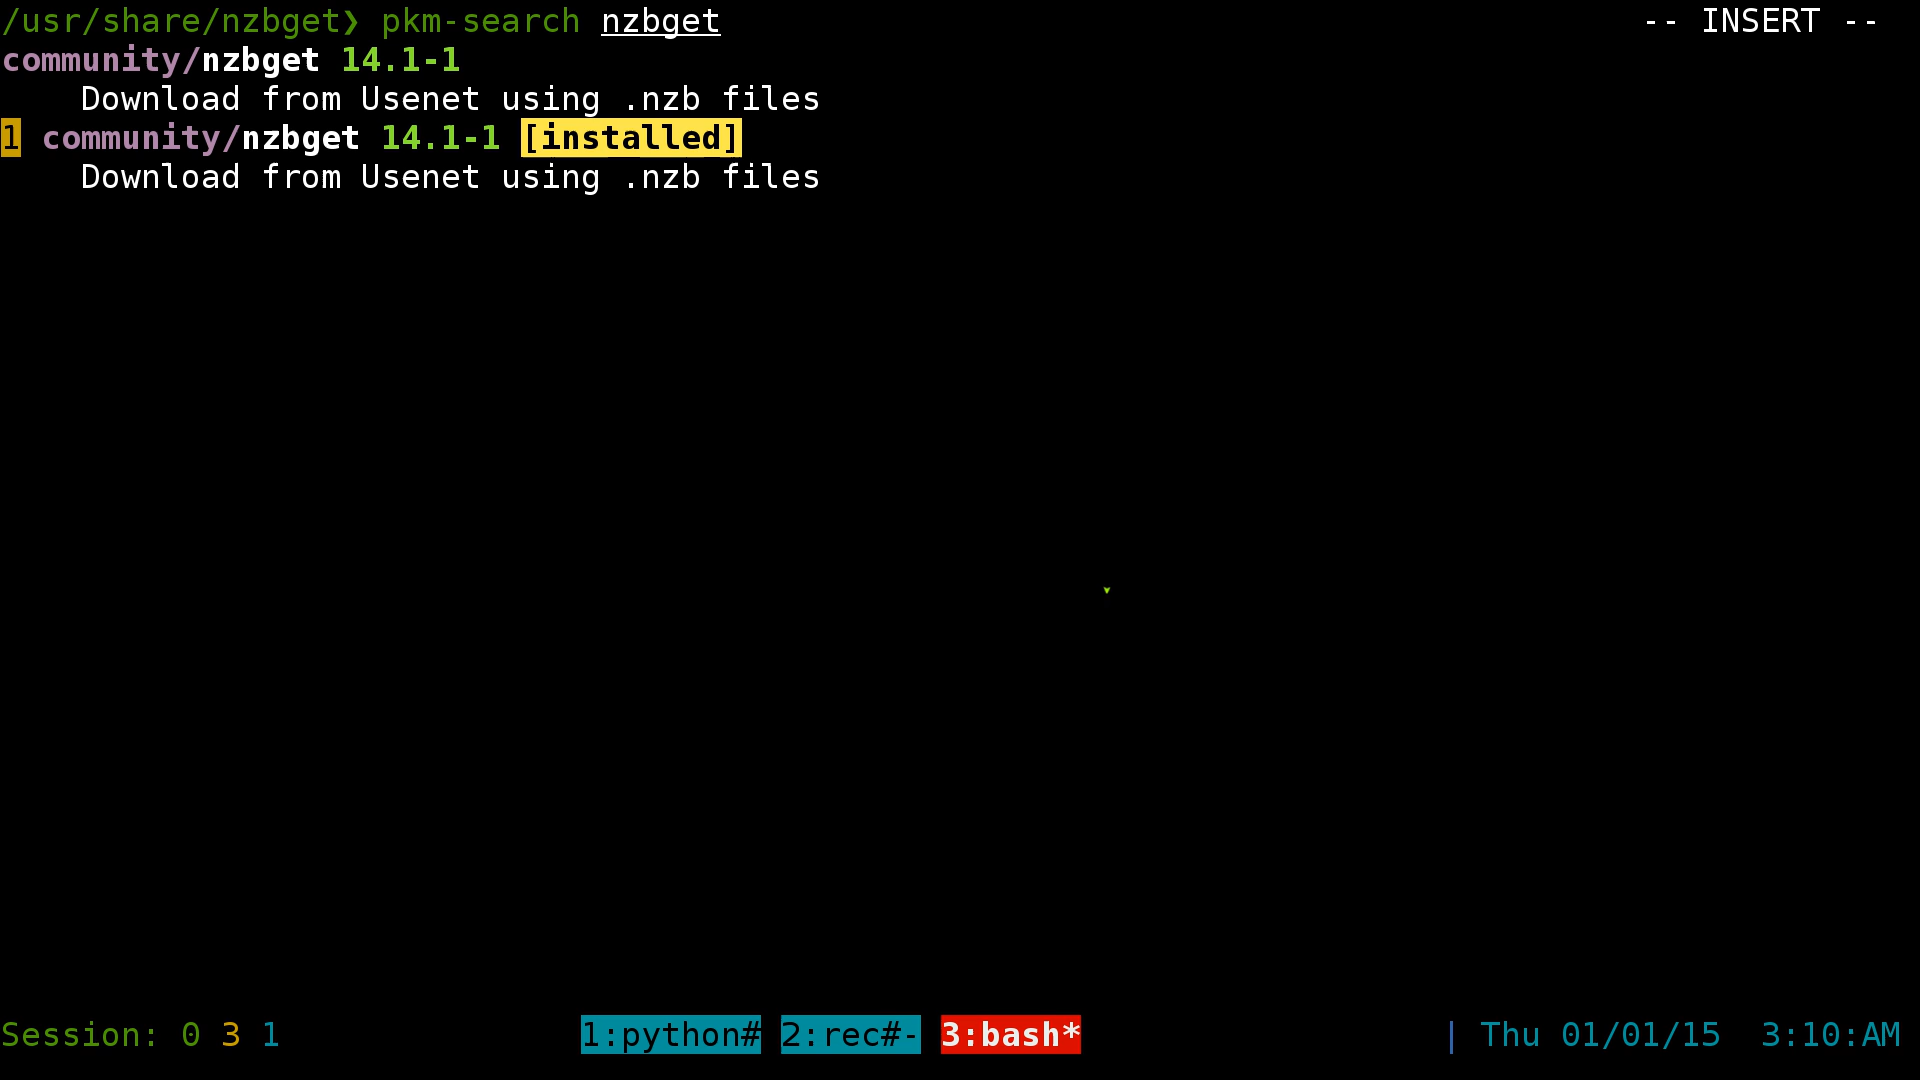 /usr/share/nzbget❯ pkm-search nzbget -- INSERT --
community/nzbget 14.1-1
    Download from Usenet using .nzb files
1 community/nzbget 14.1-1 [installed]
    Download from Usenet using .nzb files
Session: 0 3 1 1:python# 2:rec#- 3:bash* | Thu 01/01/15  3:10:AM